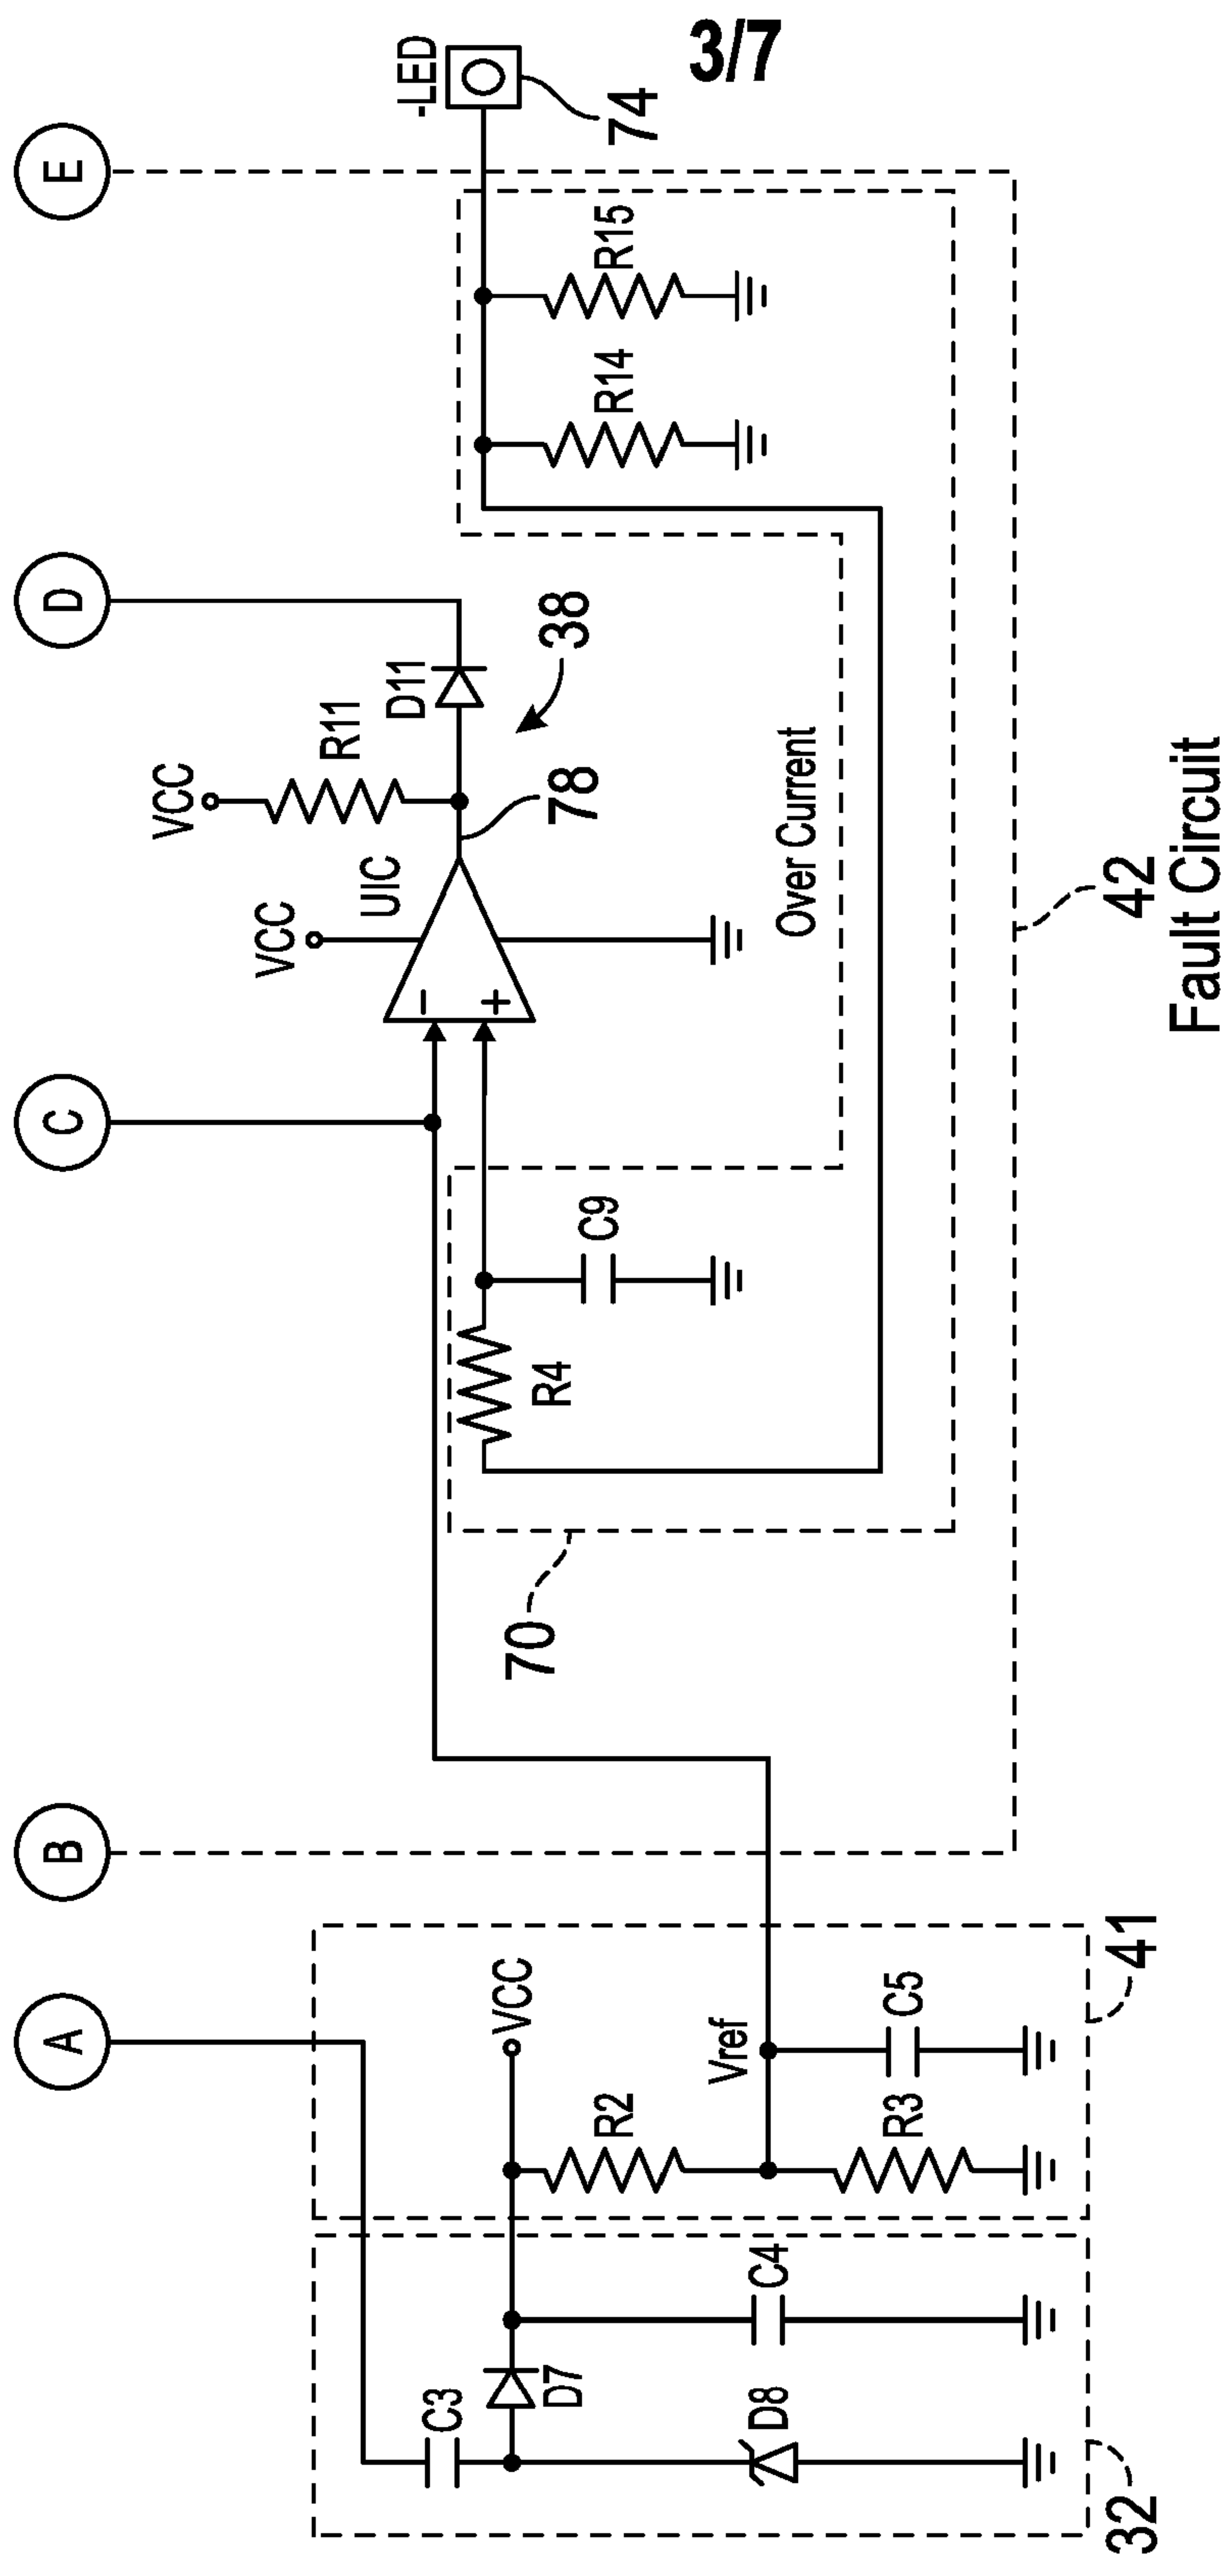 3/7
A
B
C
D
E
C3
D7
D8
C4
32
VCC
R2
Vref
R3
C5
41
70
R4
C9
VCC
UIC
−
+
VCC
R11
78
D11
38
Over Current
R14
R15
-LED
74
42
Fault Circuit